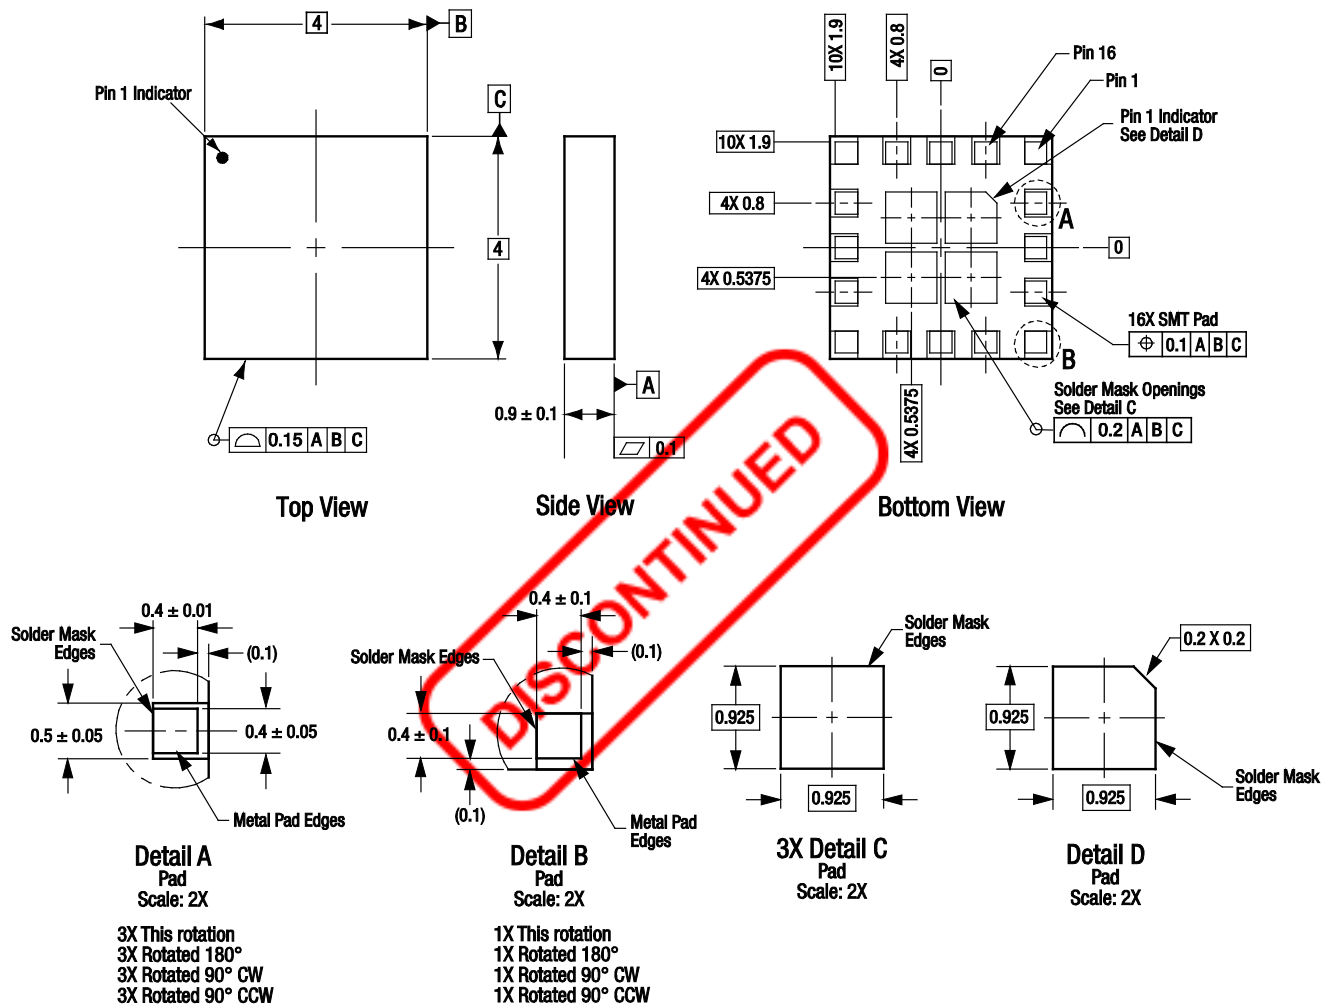 4
B
Pin 1 Indicator
C
4
0.15 A B C
Top View
0.9 ± 0.1
A
0.1
Side View
10X 1.9
4X 0.8
0
Pin 16
Pin 1
Pin 1 Indicator
See Detail D
10X 1.9
4X 0.8
A
0
4X 0.5375
16X SMT Pad
0.1 A B C
B
Solder Mask Openings
See Detail C
0.2 A B C
4X 0.5375
Bottom View
DISCONTINUED
0.4 ± 0.01
Solder Mask
Edges
(0.1)
0.5 ± 0.05
0.4 ± 0.05
Metal Pad Edges
Detail A
Pad
Scale: 2X
3X This rotation
3X Rotated 180°
3X Rotated 90° CW
3X Rotated 90° CCW
0.4 ± 0.1
(0.1)
Solder Mask Edges
0.4 ± 0.1
(0.1)
Metal Pad
Edges
Detail B
Pad
Scale: 2X
1X This rotation
1X Rotated 180°
1X Rotated 90° CW
1X Rotated 90° CCW
Solder Mask
Edges
0.925
0.925
3X Detail C
Pad
Scale: 2X
0.2 X 0.2
0.925
Solder Mask
Edges
0.925
Detail D
Pad
Scale: 2X